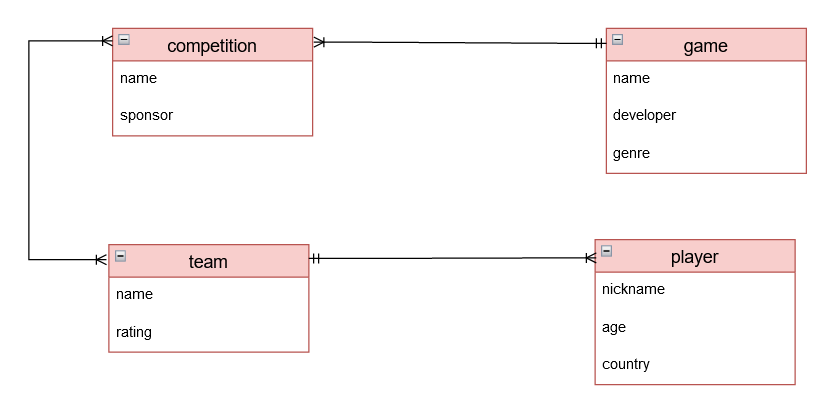 competition
name
sponsor
game
name
developer
genre
team
name
rating
player
nickname
age
country